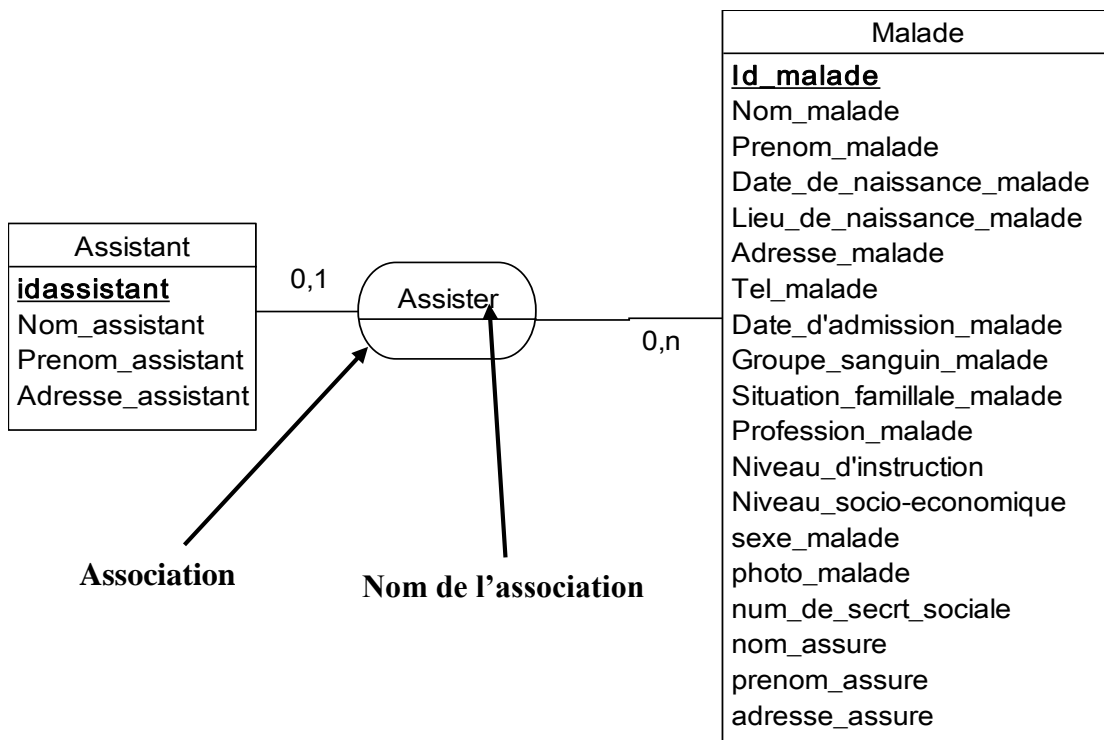 Assistant
idassistant
Nom_assistant
Prenom_assistant
Adresse_assistant
0,1
Assister
0,n
Association
Nom de l’association
Malade
Id_malade
Nom_malade
Prenom_malade
Date_de_naissance_malade
Lieu_de_naissance_malade
Adresse_malade
Tel_malade
Date_d'admission_malade
Groupe_sanguin_malade
Situation_famillale_malade
Profession_malade
Niveau_d'instruction
Niveau_socio-economique
sexe_malade
photo_malade
num_de_secrt_sociale
nom_assure
prenom_assure
adresse_assure